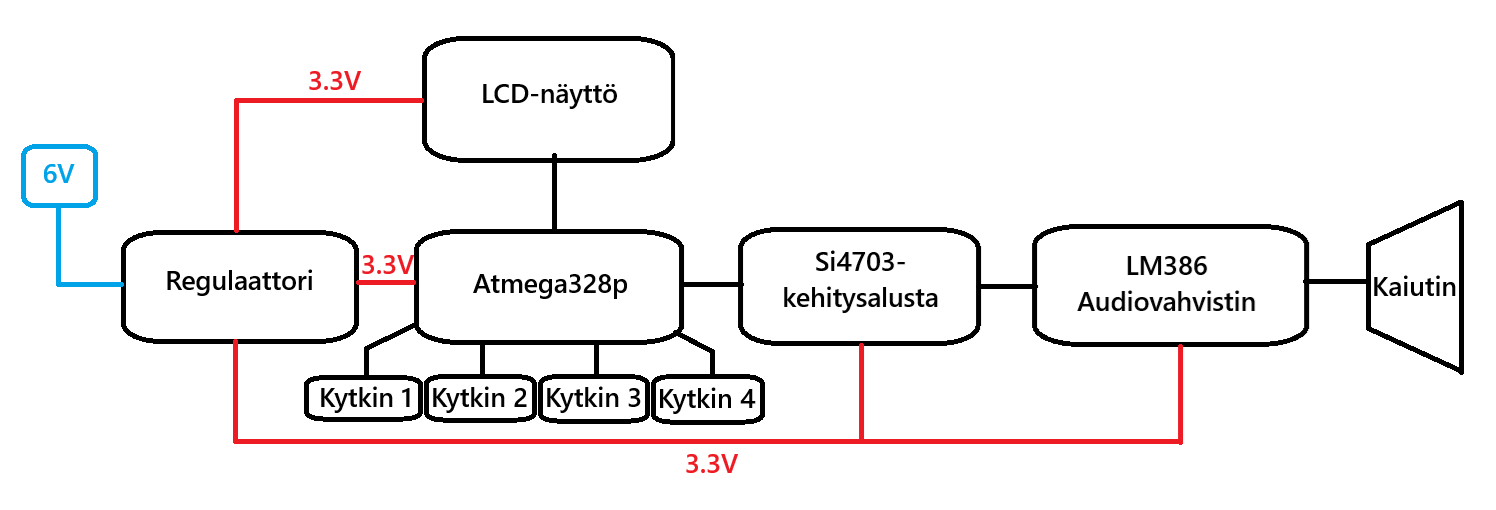 3.3V
LCD-näyttö
6V
Regulaattori
3.3V
Atmega328p
Si4703-
kehitysalusta
LM386
Audiovahvistin
Kaiutin
Kytkin 1
Kytkin 2
Kytkin 3
Kytkin 4
3.3V